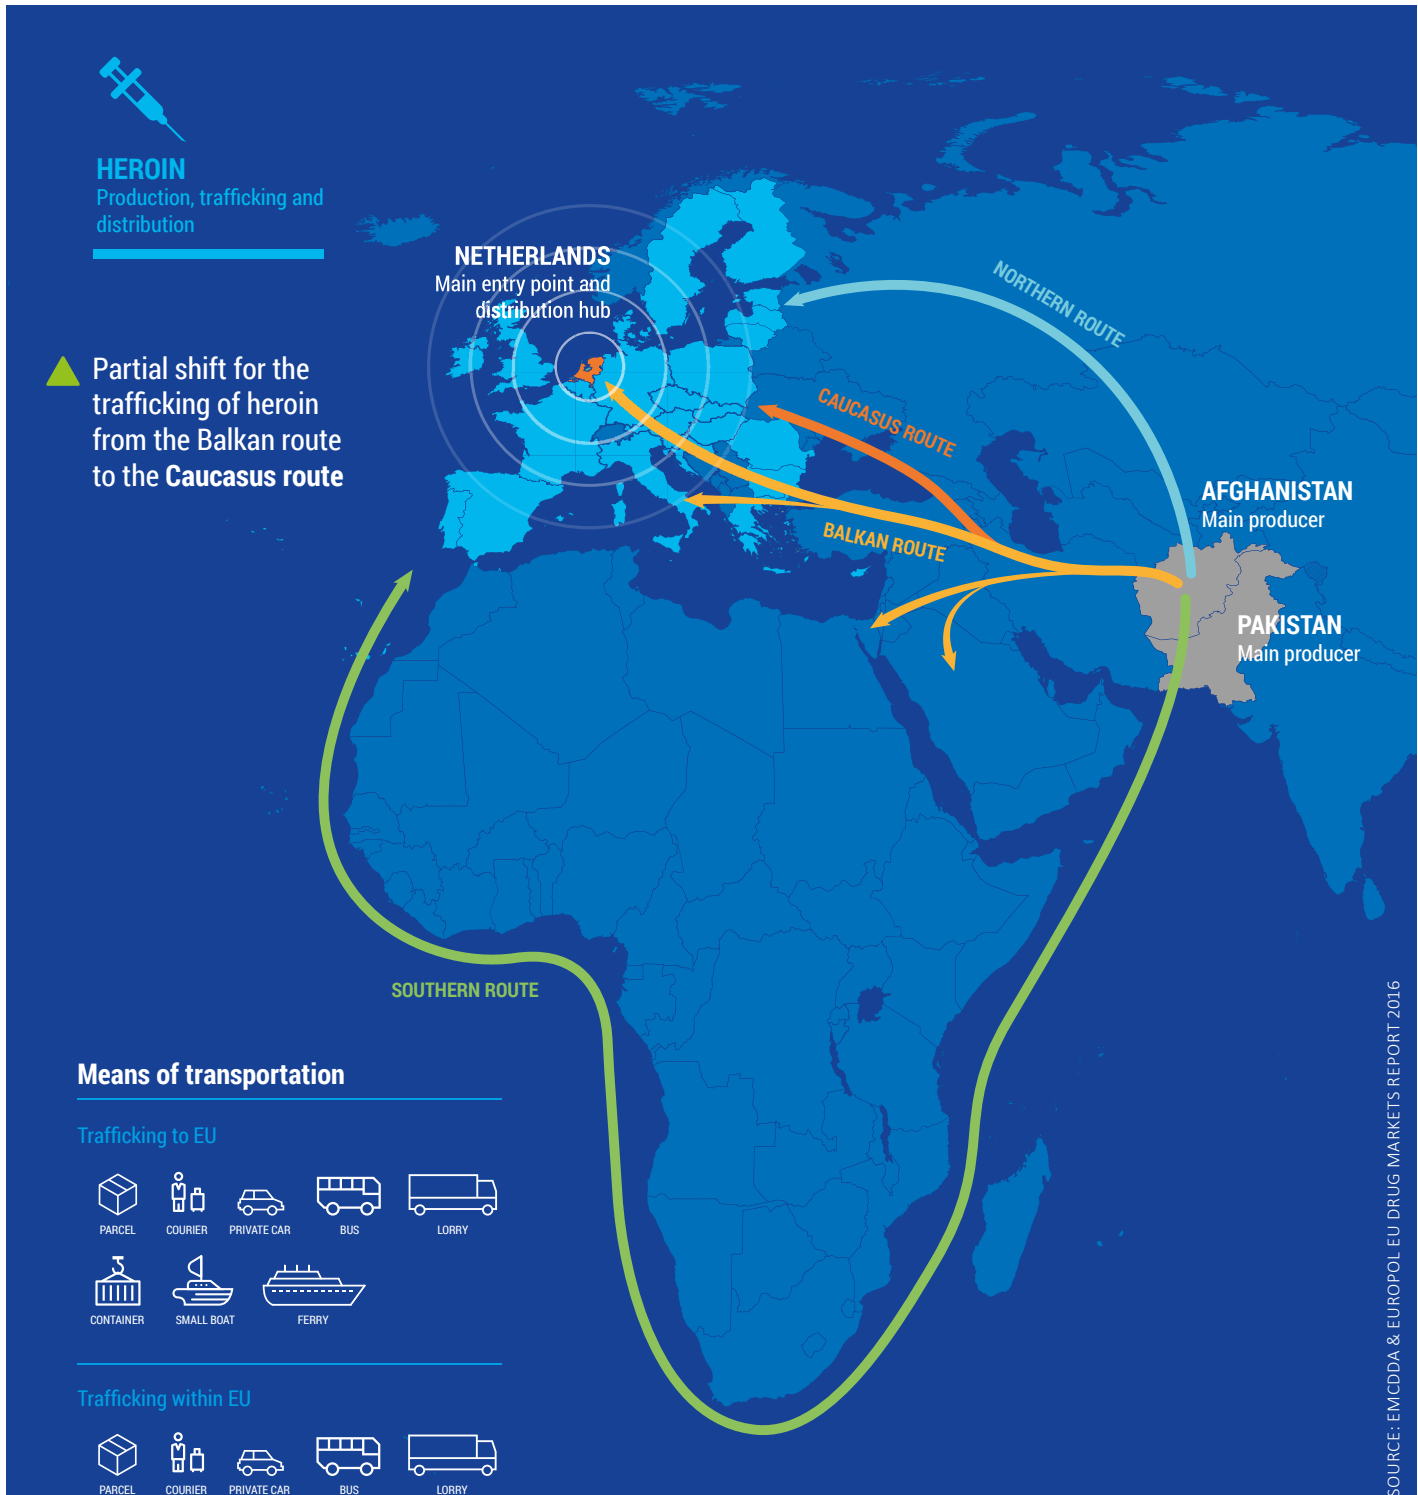 HEROIN
Production, trafficking and
distribution
NETHERLANDS
Main entry point and
distribution hub
Partial shift for the
trafficking of heroin
from the Balkan route
to the Caucasus route
NORTHERN ROUTE
CAUCASUS ROUTE
BALKAN ROUTE
AFGHANISTAN
Main producer
PAKISTAN
Main producer
SOUTHERN ROUTE
Means of transportation
Trafficking to EU
PARCEL COURIER PRIVATE CAR BUS LORRY
CONTAINER SMALL BOAT FERRY
Trafficking within EU
PARCEL COURIER PRIVATE CAR BUS LORRY
SOURCE: EMCDDA & EUROPOL EU DRUG MARKETS REPORT 2016